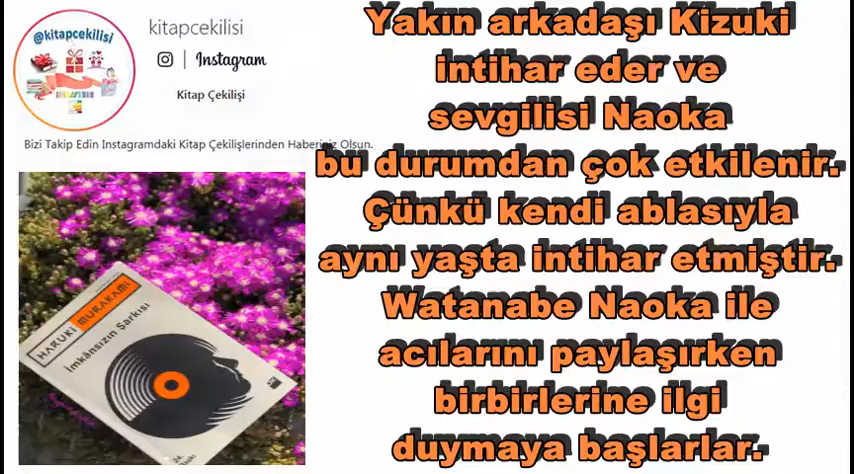 @kitapcekilisi
kitapcekilisi
Instagram
Kitap Çekilişi
Bizi Takip Edin Instagramdaki Kitap Çekilişlerinden Haberiniz Olsun.
HARUKI MURAKAMI
İmkânsızın Şarkısı
Yakın arkadaşı Kizuki
intihar eder ve
sevgilisi Naoka
bu durumdan çok etkilenir.
Çünkü kendi ablasıyla
aynı yaşta intihar etmiştir.
Watanabe Naoka ile
acılarını paylaşırken
birbirlerine ilgi
duymaya başlarlar.